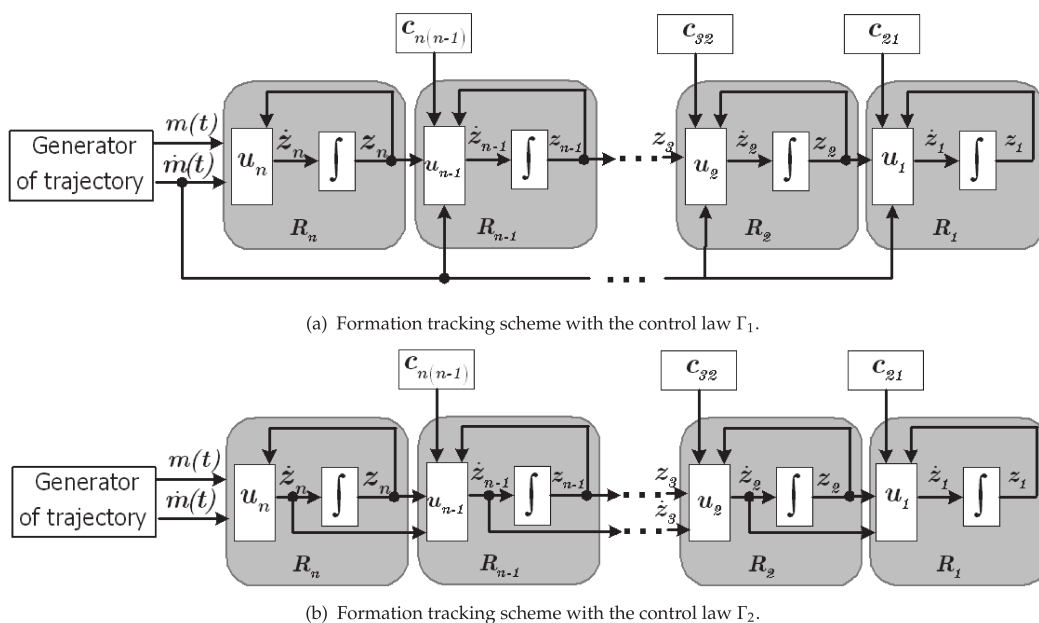 c_{n(n-1)}
c_{32}
c_{21}
Generator
of trajectory
m(t)
ṁ(t)
u_n
ż_n
∫
z_n
R_n
u_{n-1}
ż_{n-1}
∫
z_{n-1}
R_{n-1}
z_3
u_2
ż_2
∫
z_2
R_2
u_1
ż_1
∫
z_1
R_1
(a) Formation tracking scheme with the control law Γ₁.
c_{n(n-1)}
c_{32}
c_{21}
Generator
of trajectory
m(t)
ṁ(t)
u_n
ż_n
∫
z_n
R_n
u_{n-1}
ż_{n-1}
∫
z_{n-1}
R_{n-1}
z_3
ż_3
u_2
ż_2
∫
z_2
R_2
u_1
ż_1
∫
z_1
R_1
(b) Formation tracking scheme with the control law Γ₂.